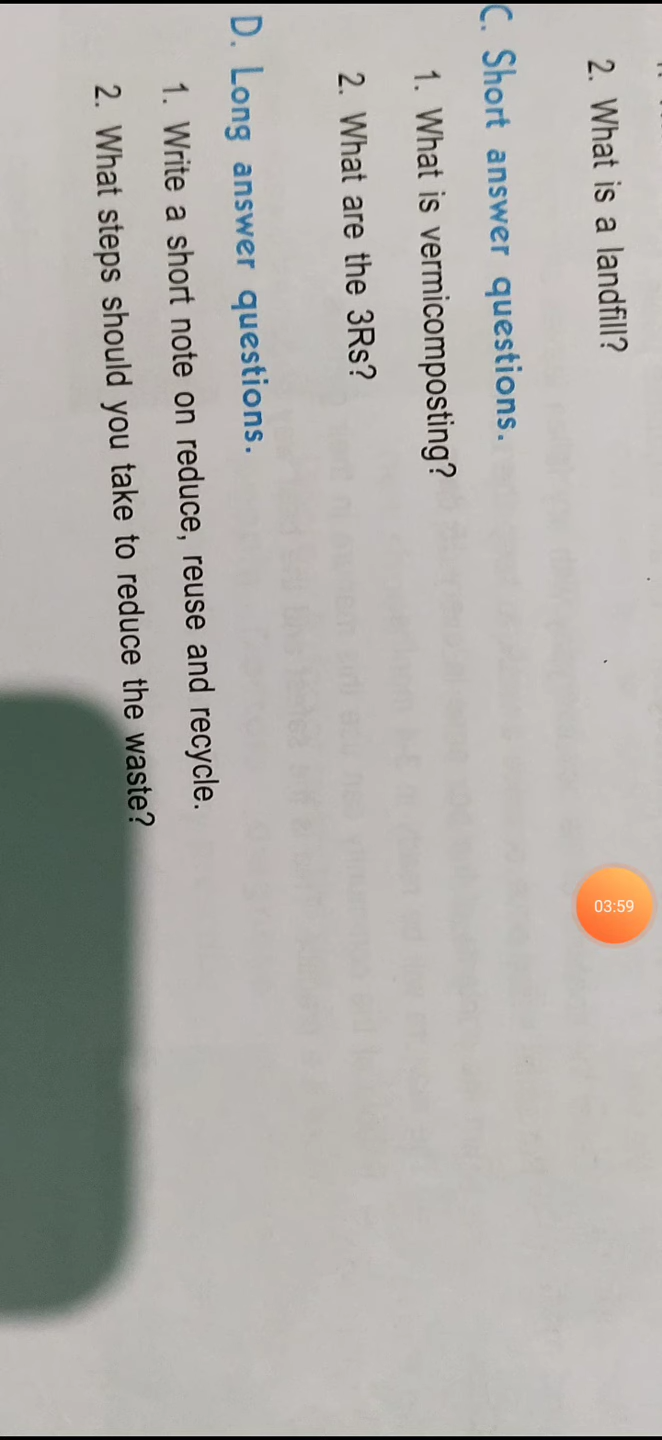 2. What is a landfill?
C. Short answer questions.
1. What is vermicomposting?
2. What are the 3Rs?
D. Long answer questions.
1. Write a short note on reduce, reuse and recycle.
2. What steps should you take to reduce the waste?
03:59